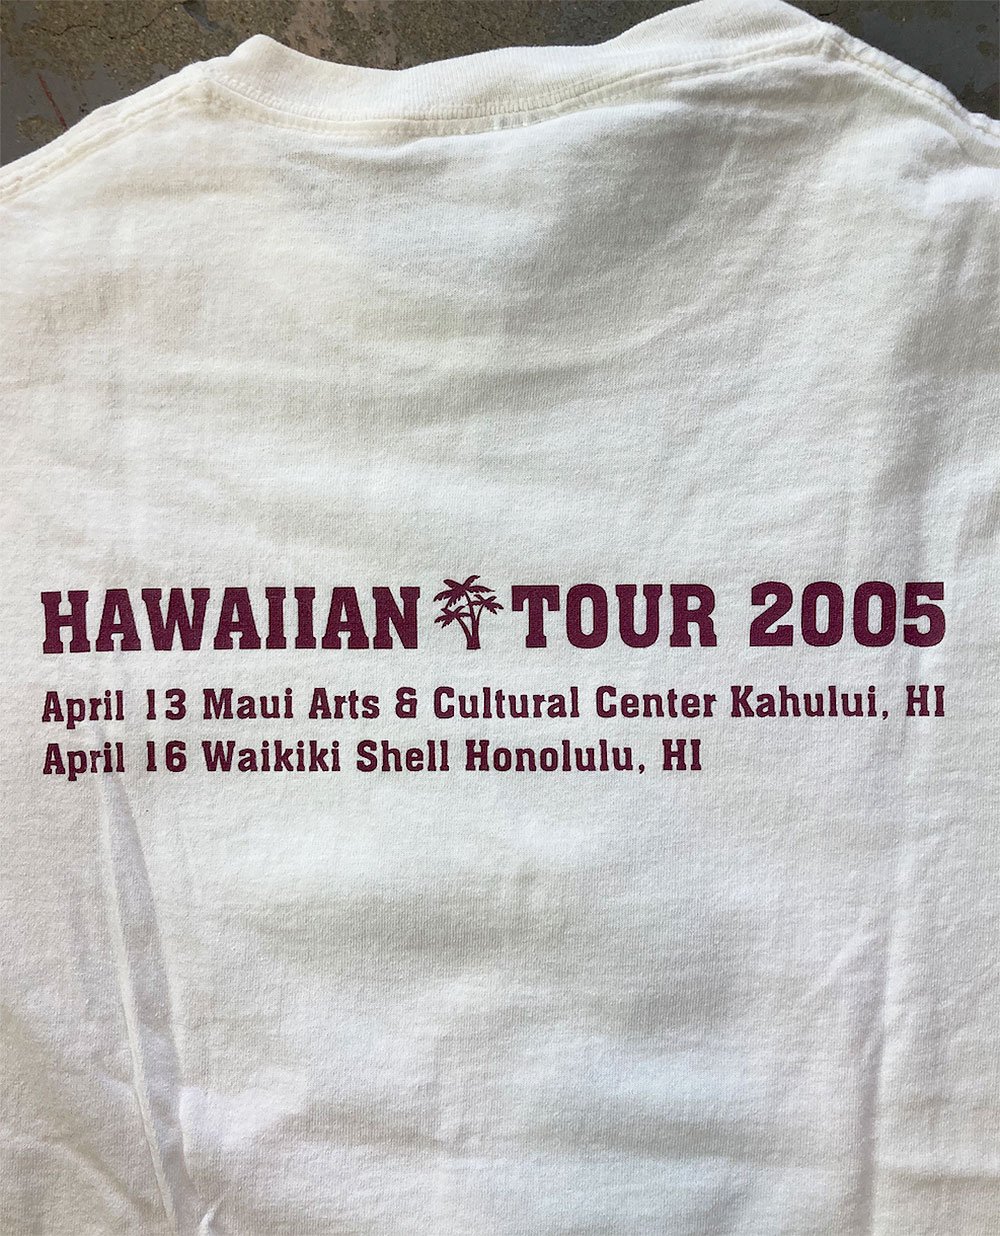 HAWAIIAN TOUR 2005
April 13 Maui Arts & Cultural Center Kahului, HI
April 16 Waikiki Shell Honolulu, HI